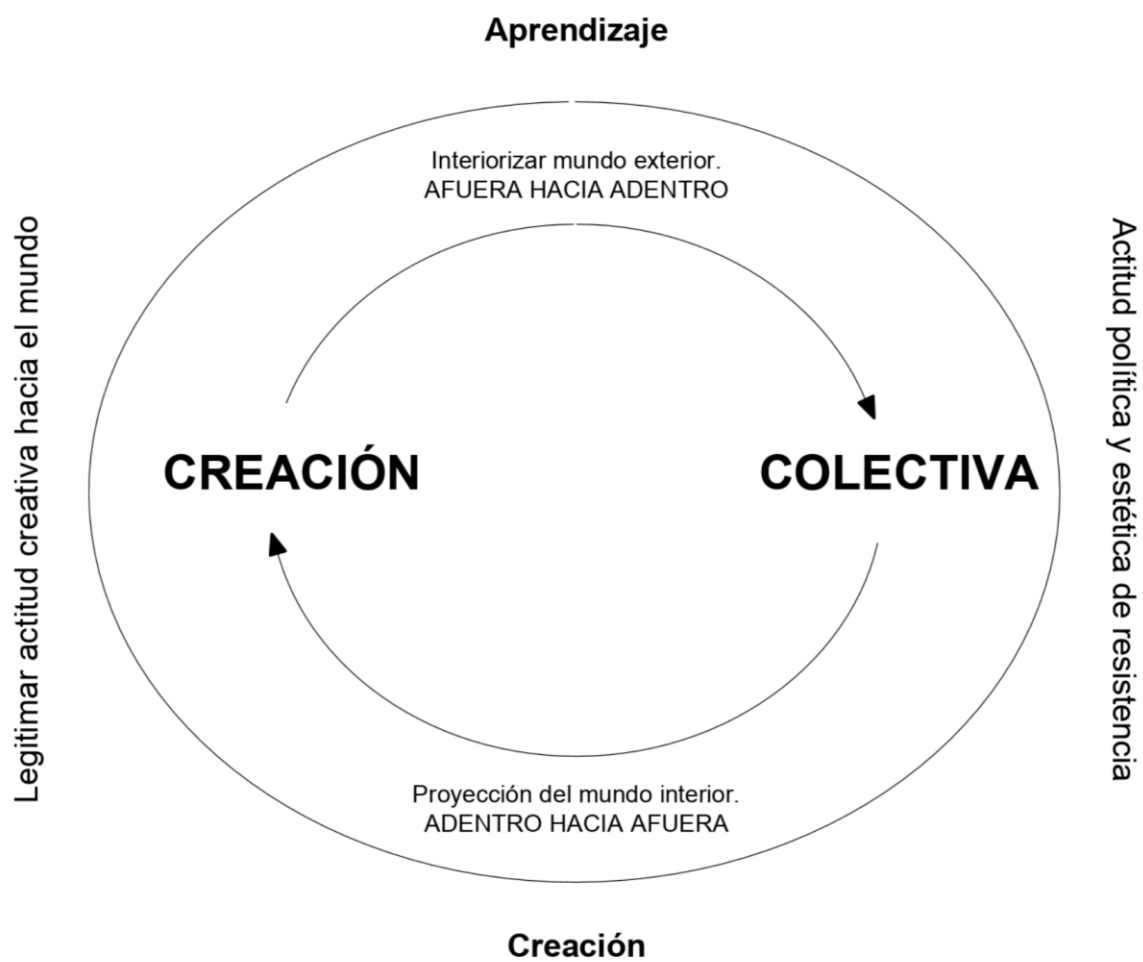 Aprendizaje
Interiorizar mundo exterior.
AFUERA HACIA ADENTRO
Legitimar actitud creativa hacia el mundo
CREACIÓN
COLECTIVA
Actitud política y estética de resistencia
Proyección del mundo interior.
ADENTRO HACIA AFUERA
Creación